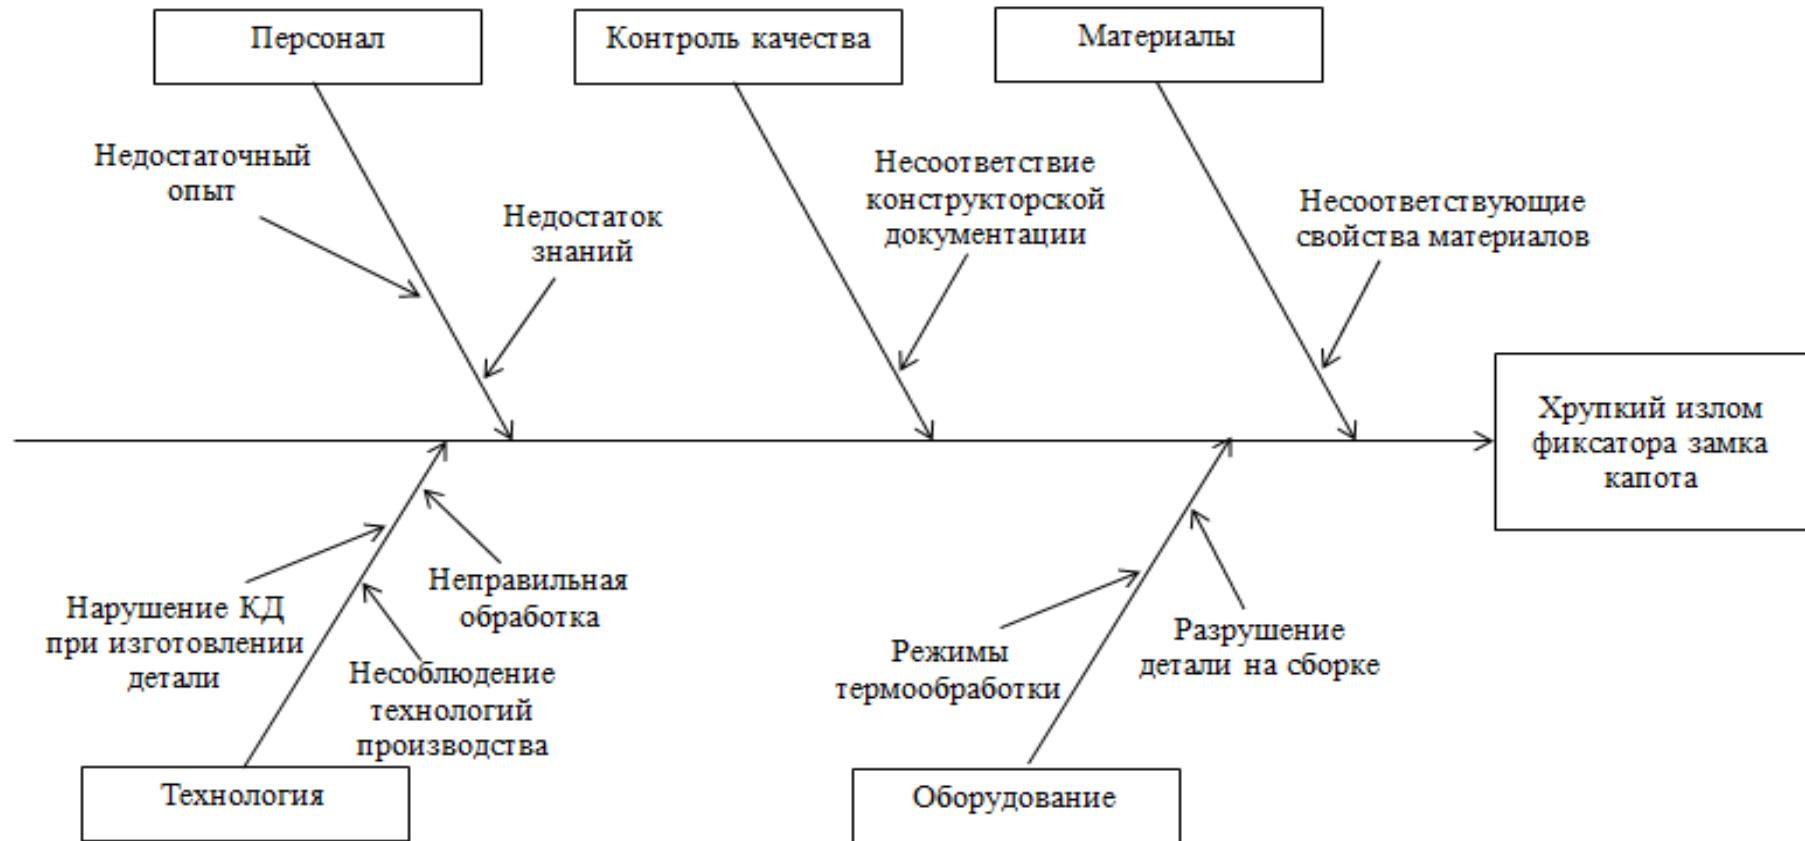 Персонал
Контроль качества
Материалы
Недостаточный
опыт
Недостаток
знаний
Несоответствие
конструкторской
документации
Несоответствующие
свойства материалов
Хрупкий излом
фиксатора замка
капота
Нарушение КД
при изготовлении
детали
Неправильная
обработка
Несоблюдение
технологий
производства
Режимы
термообработки
Разрушение
детали на сборке
Технология
Оборудование